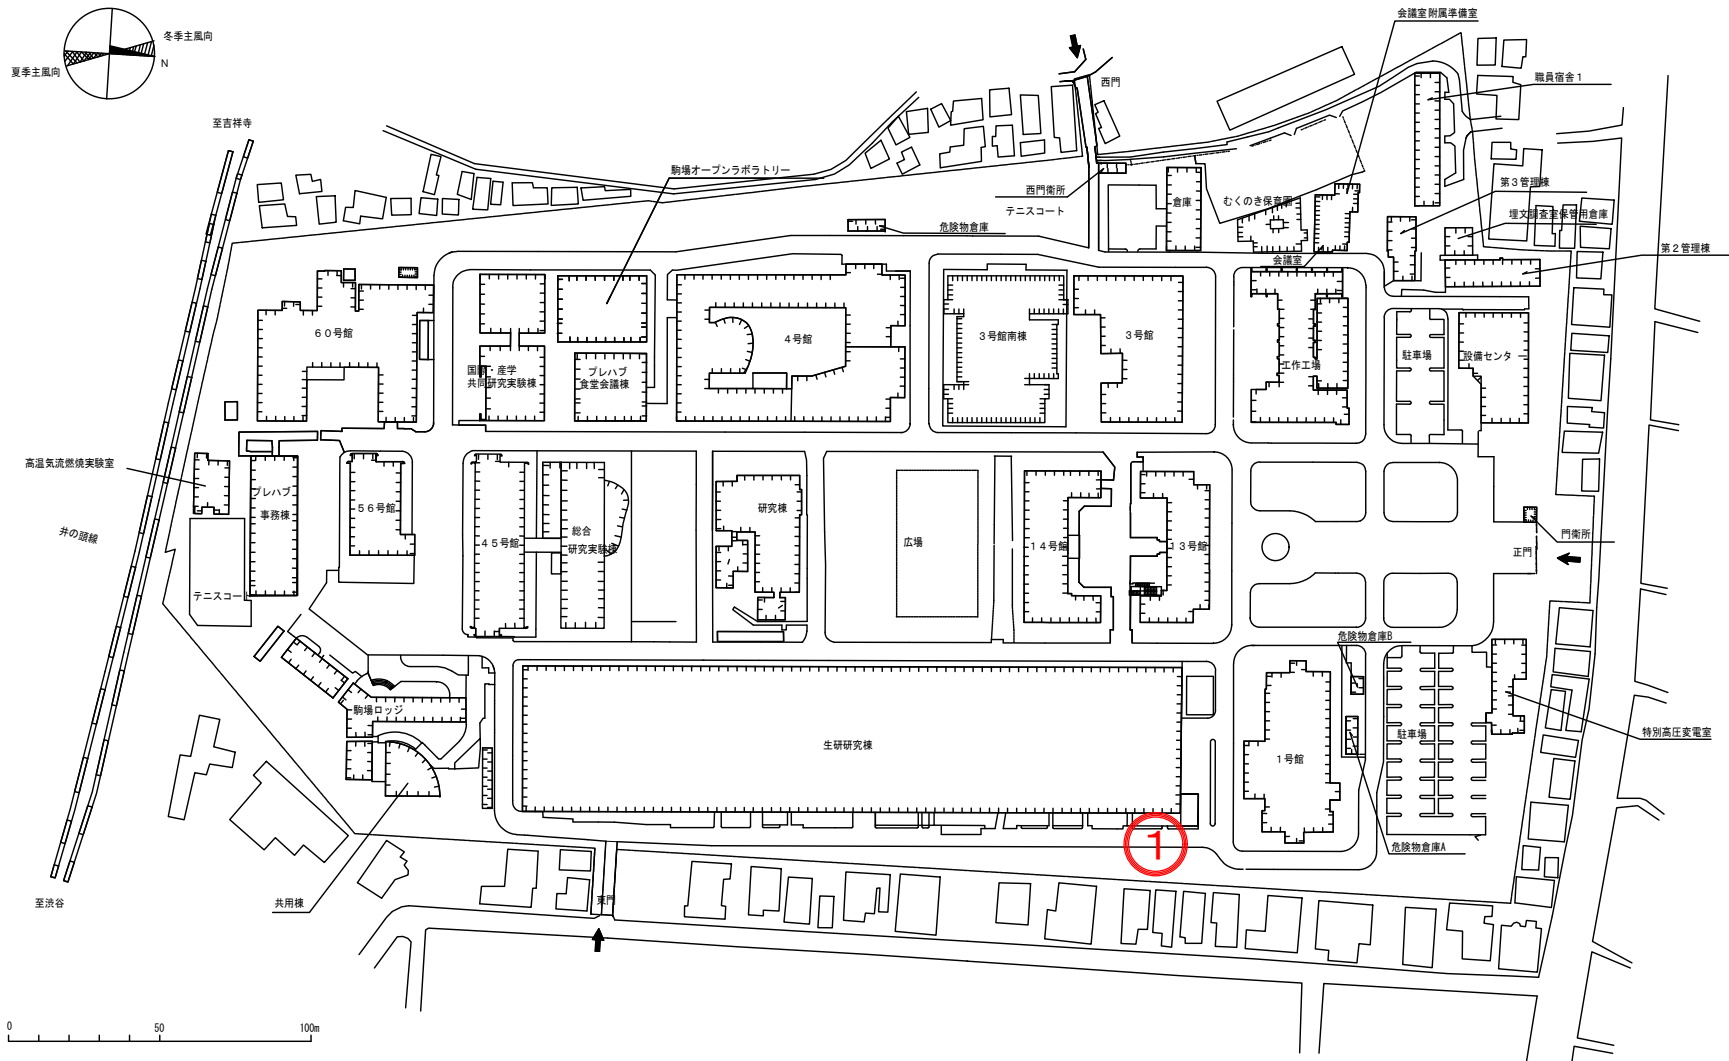 会議室附属準備室
冬季主風向
N
夏季主風向
職員宿舎1
西門
至吉祥寺
駒場オープンラボラトリー
西門衛所
テニスコート
倉庫
むくのき保育園
第3管理棟
埋文調査室保管用倉庫
危険物倉庫
第2管理棟
会議室
60号館
4号館
3号館南棟
3号館
駐車場
設備センタ
工作工場
国際・産学
共同研究実験棟
プレハブ
食堂会議棟
高温気流燃焼実験室
プレハブ
事務棟
56号館
45号館
総合
研究実験棟
研究棟
広場
14号館
13号館
門衛所
正門
井の頭線
テニスコート
危険物倉庫B
駒場ロッジ
生研研究棟
1号館
駐車場
特別高圧変電室
1
危険物倉庫A
至渋谷
共用棟
東門
0 50 100m